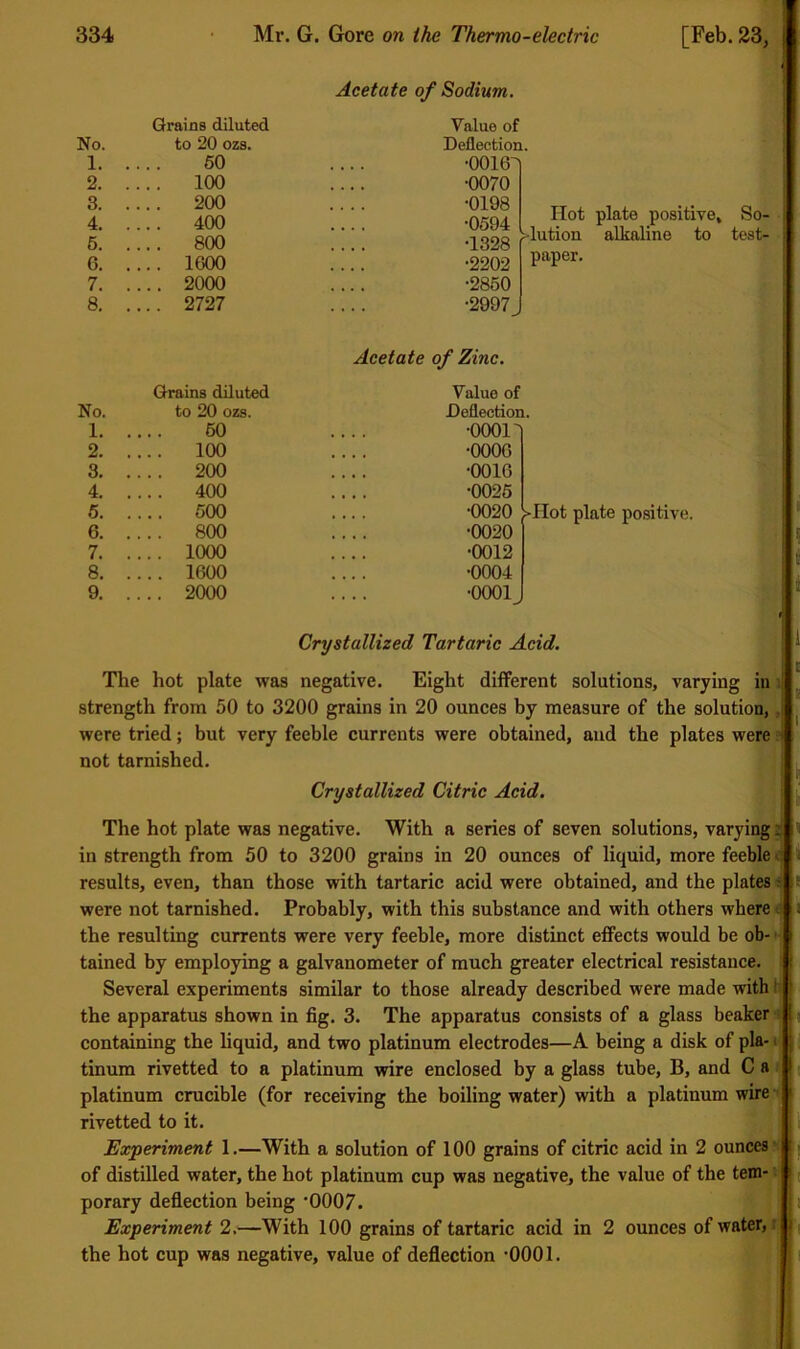 334 Mr. G. Gore on the Thermo-electric [Feb. 23,
Acetate of Sodium.
Grains diluted Value of
No. to 20 ozs. Deflection.
1. .... 50 .... ·0016
2. .... 100 .... ·0070
3. .... 200 .... ·0198
4. .... 400 .... ·0594 Hot plate positive, So-
5. .... 800 .... ·1328 lution alkaline to test-
6. .... 1600 .... ·2202 paper.
7. .... 2000 .... ·2850
8. .... 2727 .... ·2997
Acetate of Zinc.
Grains diluted Value of
No. to 20 ozs. Deflection.
1. .... 50 .... ·0001
2. .... 100 .... ·0006
3. .... 200 .... ·0016
4. .... 400 .... ·0025
5. .... 500 .... ·0020 Hot plate positive.
6. .... 800 .... ·0020
7. .... 1000 .... ·0012
8. .... 1600 .... ·0004
9. .... 2000 .... ·0001
Crystallized Tartaric Acid.
The hot plate was negative. Eight different solutions, varying in
strength from 50 to 3200 grains in 20 ounces by measure of the solution,
were tried; but very feeble currents were obtained, and the plates were
not tarnished.
Crystallized Citric Acid.
The hot plate was negative. With a series of seven solutions, varying
in strength from 50 to 3200 grains in 20 ounces of liquid, more feeble
results, even, than those with tartaric acid were obtained, and the plates
were not tarnished. Probably, with this substance and with others where
the resulting currents were very feeble, more distinct effects would be ob-
tained by employing a galvanometer of much greater electrical resistance.
Several experiments similar to those already described were made with
the apparatus shown in fig. 3. The apparatus consists of a glass beaker
containing the liquid, and two platinum electrodes—A being a disk of pla-
tinum rivetted to a platinum wire enclosed by a glass tube, B, and C a
platinum crucible (for receiving the boiling water) with a platinum wire
rivetted to it.
Experiment 1.—With a solution of 100 grains of citric acid in 2 ounces
of distilled water, the hot platinum cup was negative, the value of the tem-
porary deflection being ·0007.
Experiment 2.—With 100 grains of tartaric acid in 2 ounces of water,
the hot cup was negative, value of deflection ·0001.